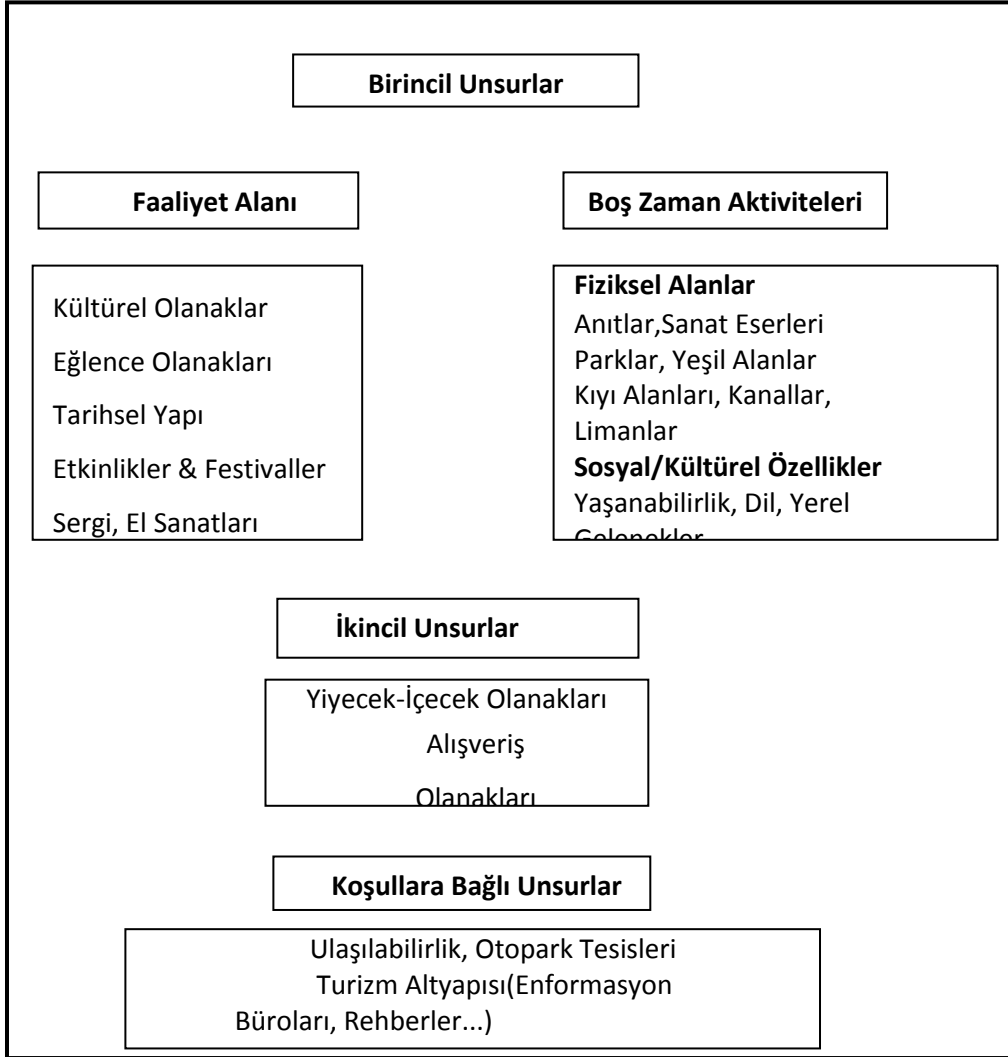 Birincil Unsurlar
Faaliyet Alanı
Boş Zaman Aktiviteleri
Kültürel Olanaklar
Eğlence Olanakları
Tarihsel Yapı
Etkinlikler & Festivaller
Sergi, El Sanatları
Fiziksel Alanlar
Anıtlar,Sanat Eserleri
Parklar, Yeşil Alanlar
Kıyı Alanları, Kanallar,
Limanlar
Sosyal/Kültürel Özellikler
Yaşanabilirlik, Dil, Yerel
Gelenekler
İkincil Unsurlar
Yiyecek-İçecek Olanakları
Alışveriş
Olanakları
Koşullara Bağlı Unsurlar
Ulaşılabilirlik, Otopark Tesisleri
Turizm Altyapısı(Enformasyon
Büroları, Rehberler...)